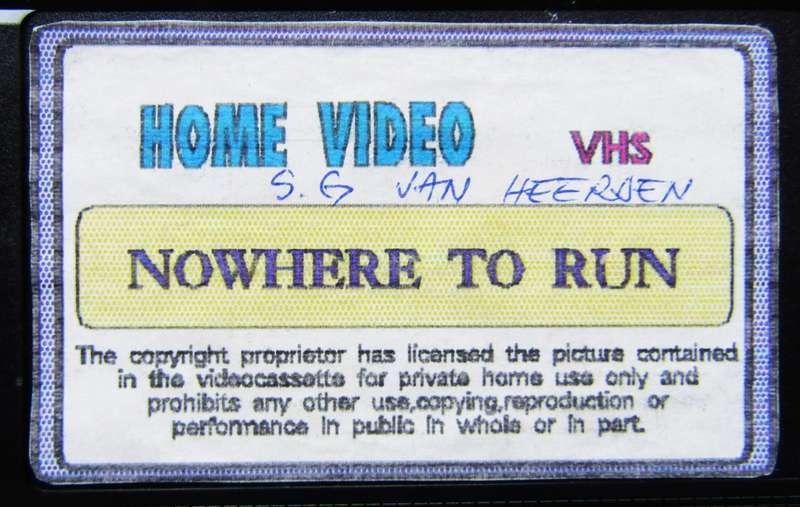 HOME VIDEO VHS
S.G VAN HEERDEN
NOWHERE TO RUN
The copyright proprietor has licensed the picture contained
in the videocassette for private home use only and
prohibits any other use,copying,reproduction or
performance in public in whole or in part.